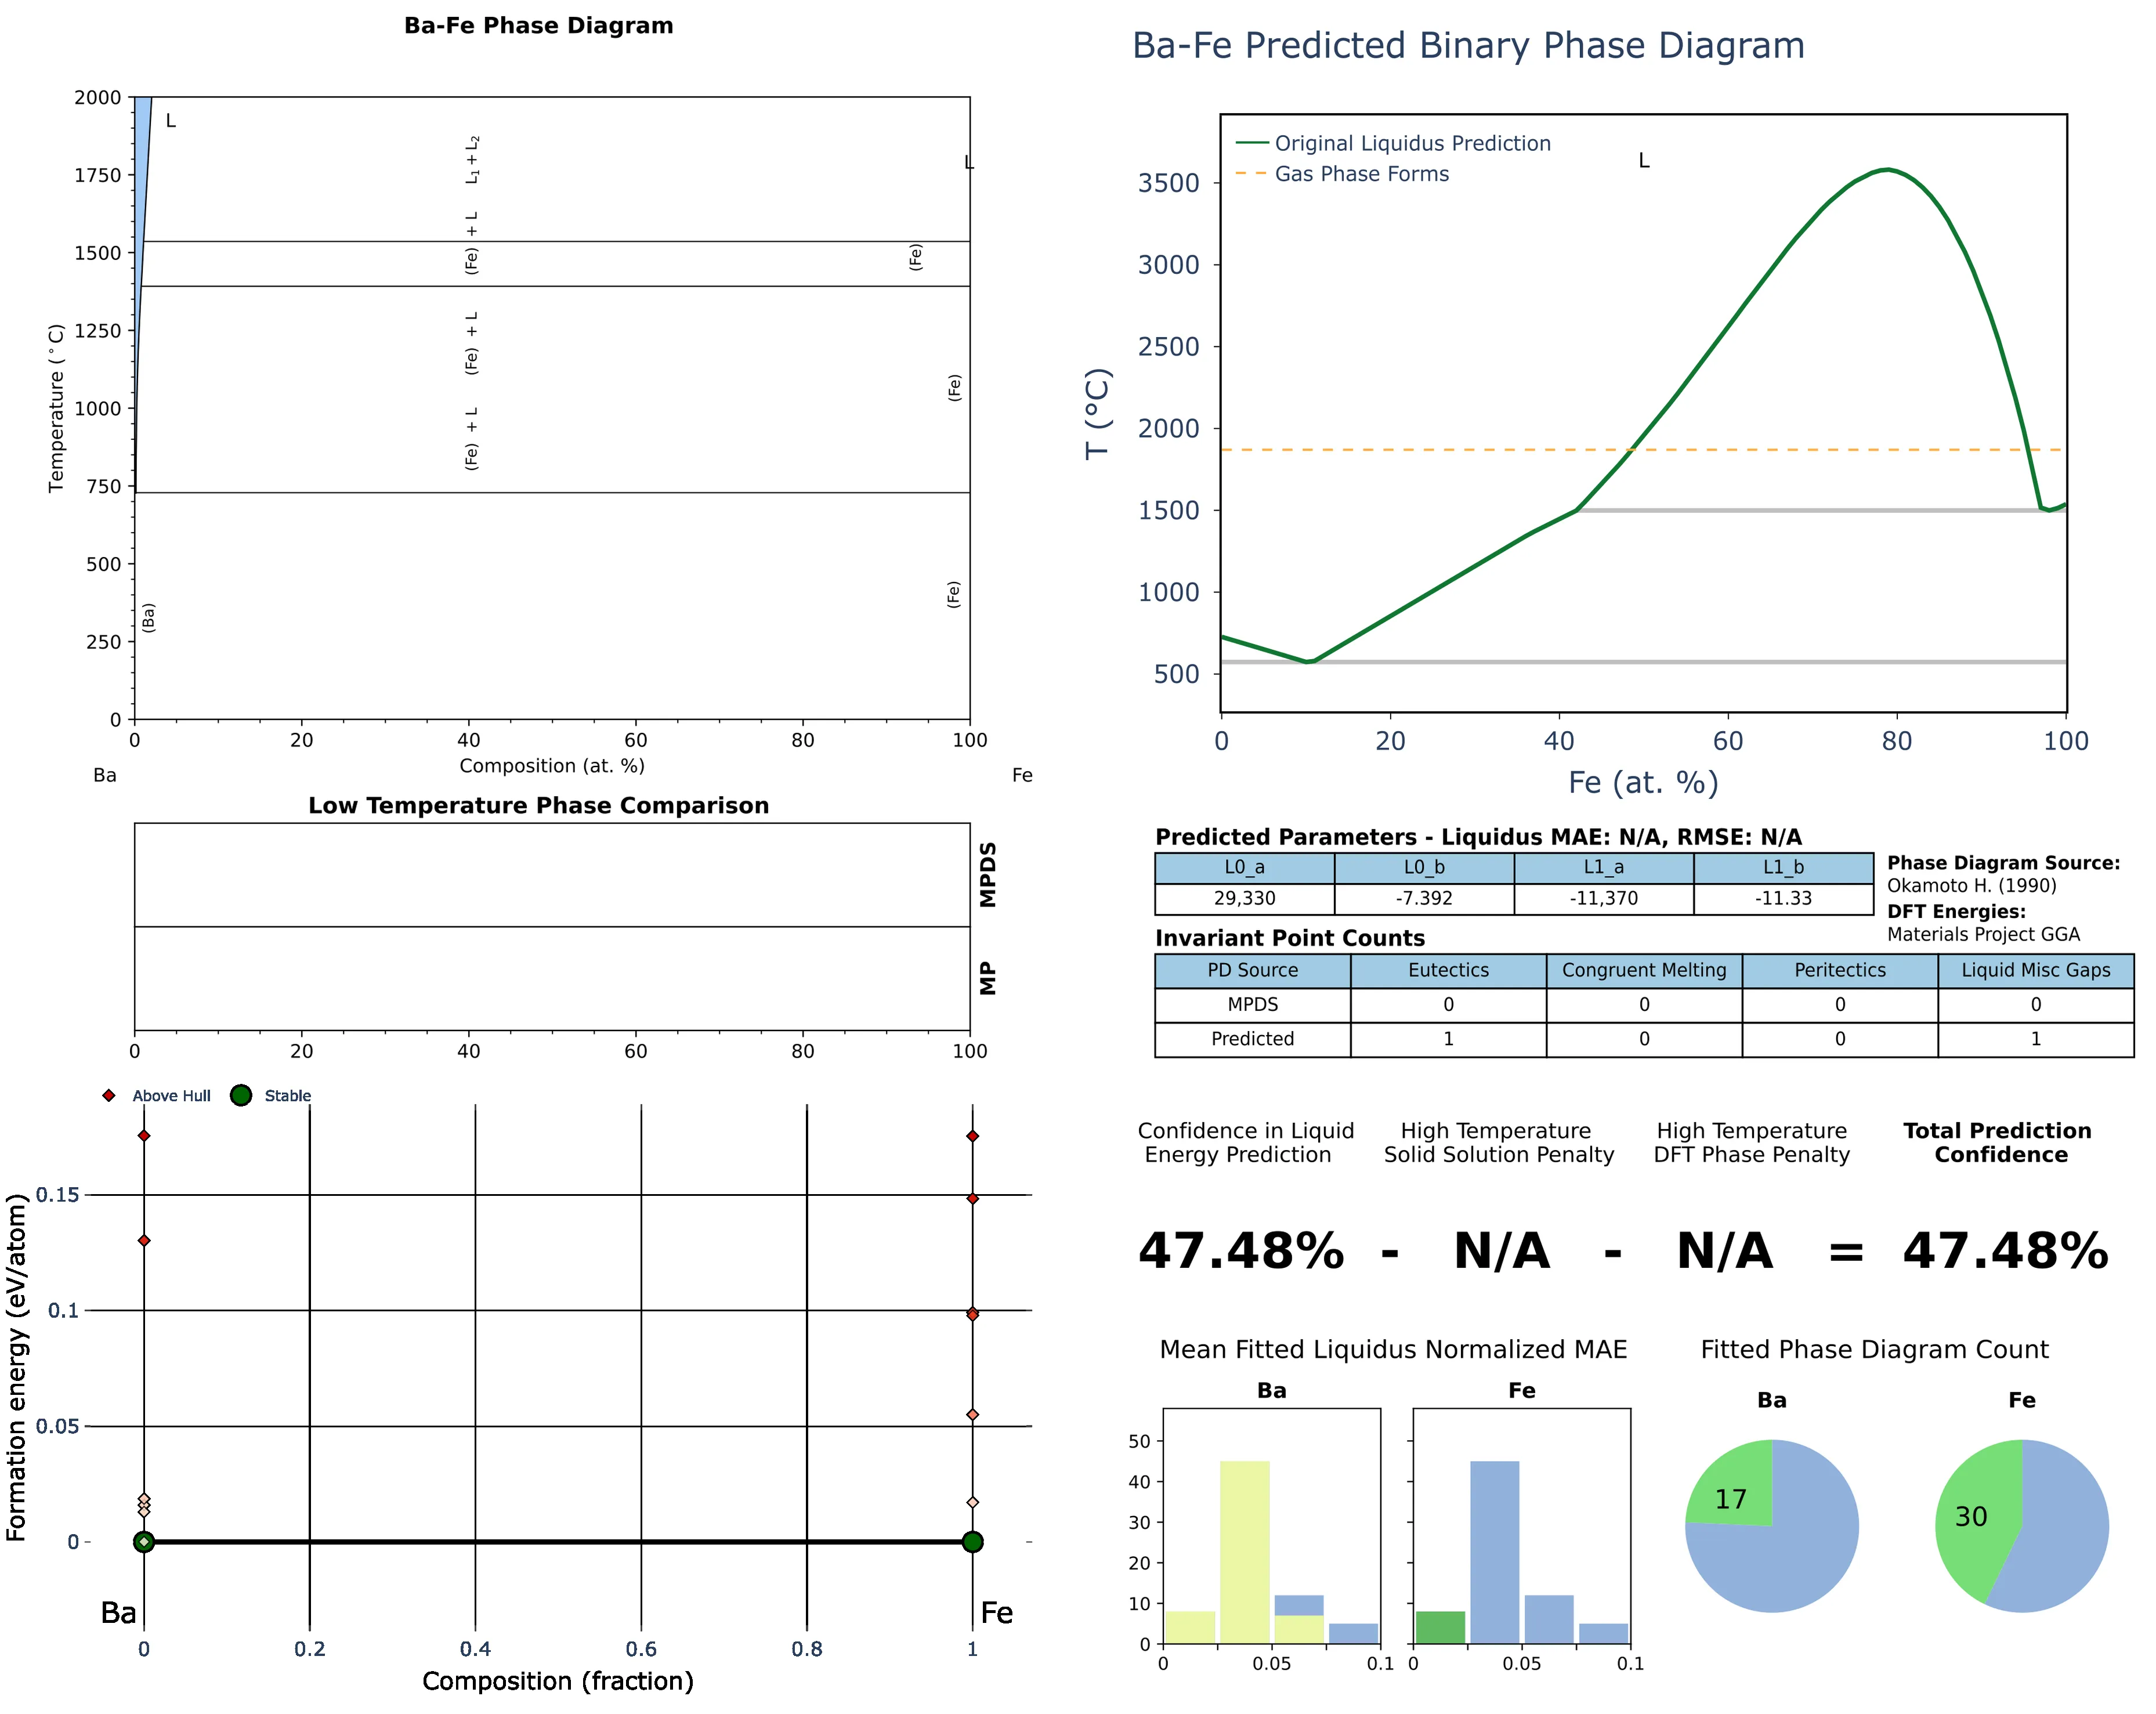 Ba-Fe Phase Diagram
2000
1750
1500
1250
1000
750
500
250
0
Temperature (°C)
L
L₁ + L₂
L
(Fe) + L
(Fe)
(Fe) + L
(Fe)
(Fe) + L
(Fe)
(Ba)
0 20 40 60 80 100
Composition (at. %)
Ba Fe
Low Temperature Phase Comparison
MPDS
MP
0 20 40 60 80 100
Above Hull Stable
0.15
0.1
0.05
0
Formation energy (eV/atom)
Ba Fe
0 0.2 0.4 0.6 0.8 1
Composition (fraction)
Ba-Fe Predicted Binary Phase Diagram
Original Liquidus Prediction
Gas Phase Forms
L
3500
3000
2500
2000
1500
1000
500
T (°C)
0 20 40 60 80 100
Fe (at. %)
Predicted Parameters - Liquidus MAE: N/A, RMSE: N/A
L0_a L0_b L1_a L1_b
29,330 -7.392 -11,370 -11.33
Phase Diagram Source:
Okamoto H. (1990)
DFT Energies:
Materials Project GGA
Invariant Point Counts
PD Source Eutectics Congruent Melting Peritectics Liquid Misc Gaps
MPDS 0 0 0 0
Predicted 1 0 0 1
Confidence in Liquid
Energy Prediction
High Temperature
Solid Solution Penalty
High Temperature
DFT Phase Penalty
Total Prediction
Confidence
47.48% - N/A - N/A = 47.48%
Mean Fitted Liquidus Normalized MAE
Ba Fe
50
40
30
20
10
0
0 0.05 0.1
0 0.05 0.1
Fitted Phase Diagram Count
Ba Fe
17
30